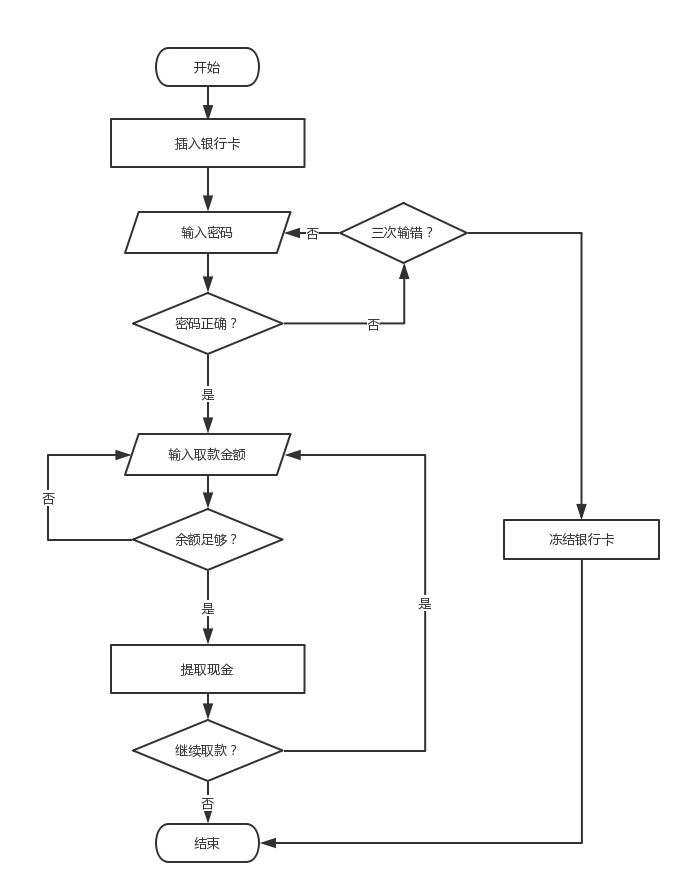 开始
插入银行卡
输入密码
否
三次输错？
密码正确？
否
是
输入取款金额
否
余额足够？
冻结银行卡
是
是
提取现金
继续取款？
否
结束